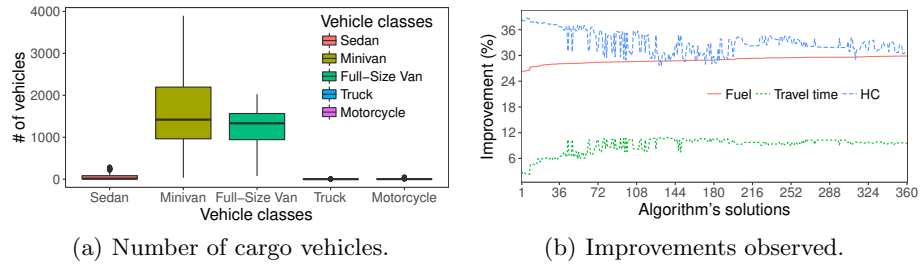 Vehicle classes
Sedan
Minivan
Full−Size Van
Truck
Motorcycle
# of vehicles
4000
3000
2000
1000
0
Sedan Minivan Full−Size Van Truck Motorcycle
Vehicle classes
(a) Number of cargo vehicles.
Improvement (%)
36
30
24
18
12
6
Fuel Travel time HC
1 36 72 108 144 180 216 252 288 324 360
Algorithm's solutions
(b) Improvements observed.